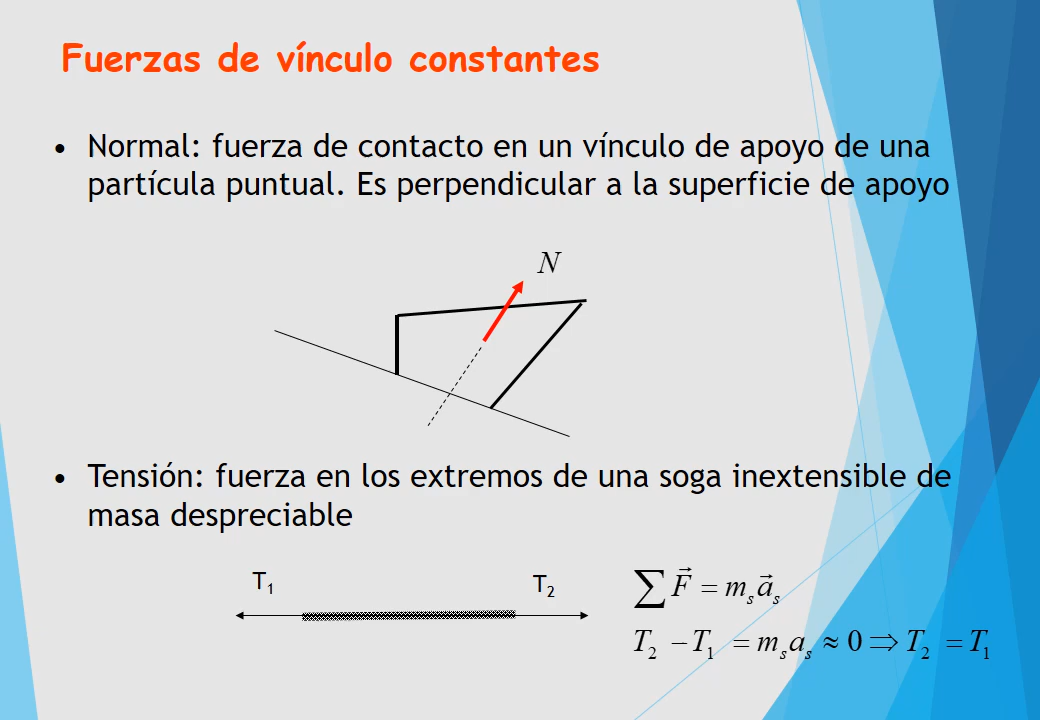 Fuerzas de vínculo constantes
• Normal: fuerza de contacto en un vínculo de apoyo de una
partícula puntual. Es perpendicular a la superficie de apoyo
N
• Tensión: fuerza en los extremos de una soga inextensible de
masa despreciable
T₁
T₂
∑ F⃗ = mₛ a⃗ₛ
T₂ − T₁ = mₛaₛ ≈ 0 ⇒ T₂ = T₁